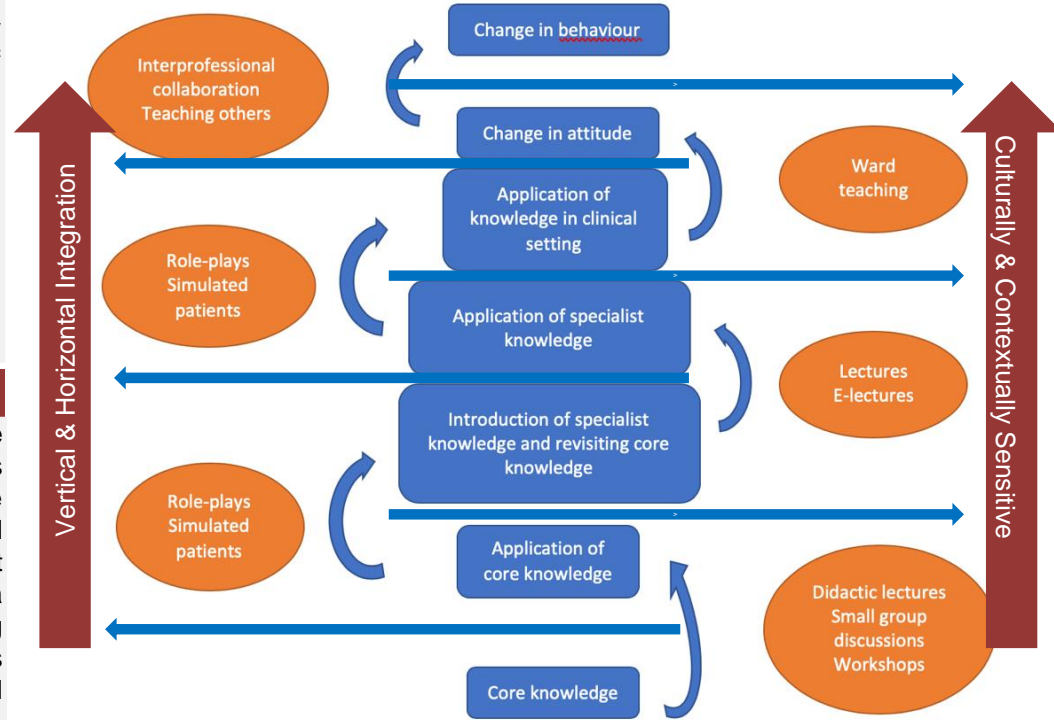 Change in behaviour
Interprofessional
collaboration
Teaching others
Change in attitude
Ward
teaching
Application of
knowledge in clinical
setting
Role-plays
Simulated
patients
Application of specialist
knowledge
Lectures
E-lectures
Introduction of specialist
knowledge and revisiting core
knowledge
Role-plays
Simulated
patients
Application of
core knowledge
Didactic lectures
Small group
discussions
Workshops
Core knowledge
Vertical & Horizontal Integration
Culturally & Contextually Sensitive